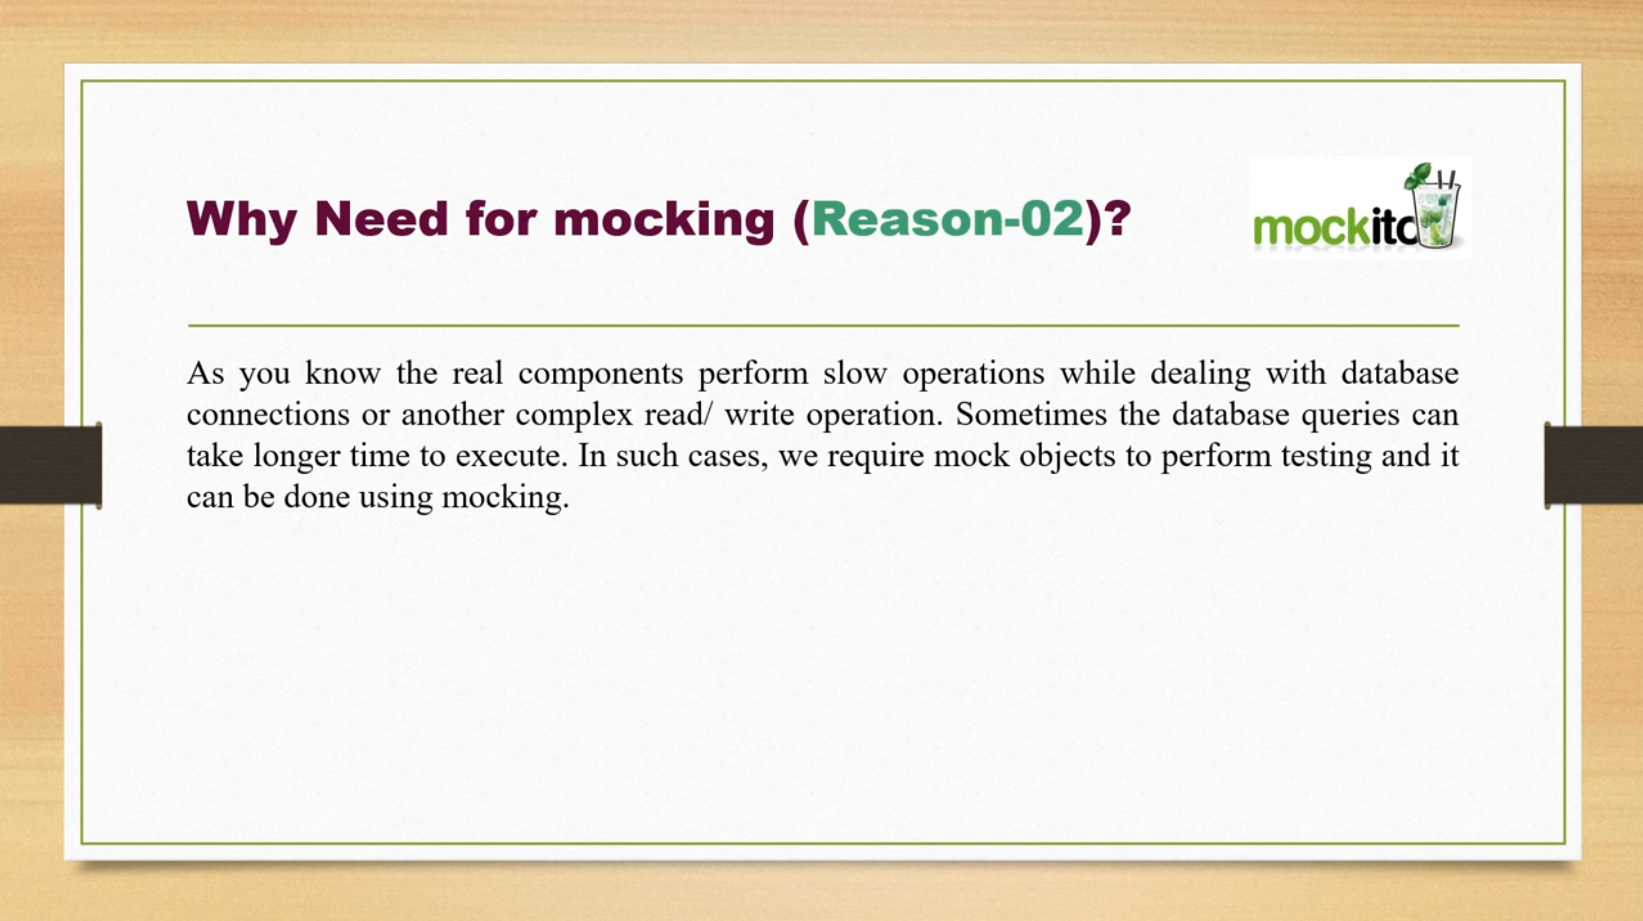 Why Need for mocking (Reason-02)?
mockito
As you know the real components perform slow operations while dealing with database
connections or another complex read/ write operation. Sometimes the database queries can
take longer time to execute. In such cases, we require mock objects to perform testing and it
can be done using mocking.